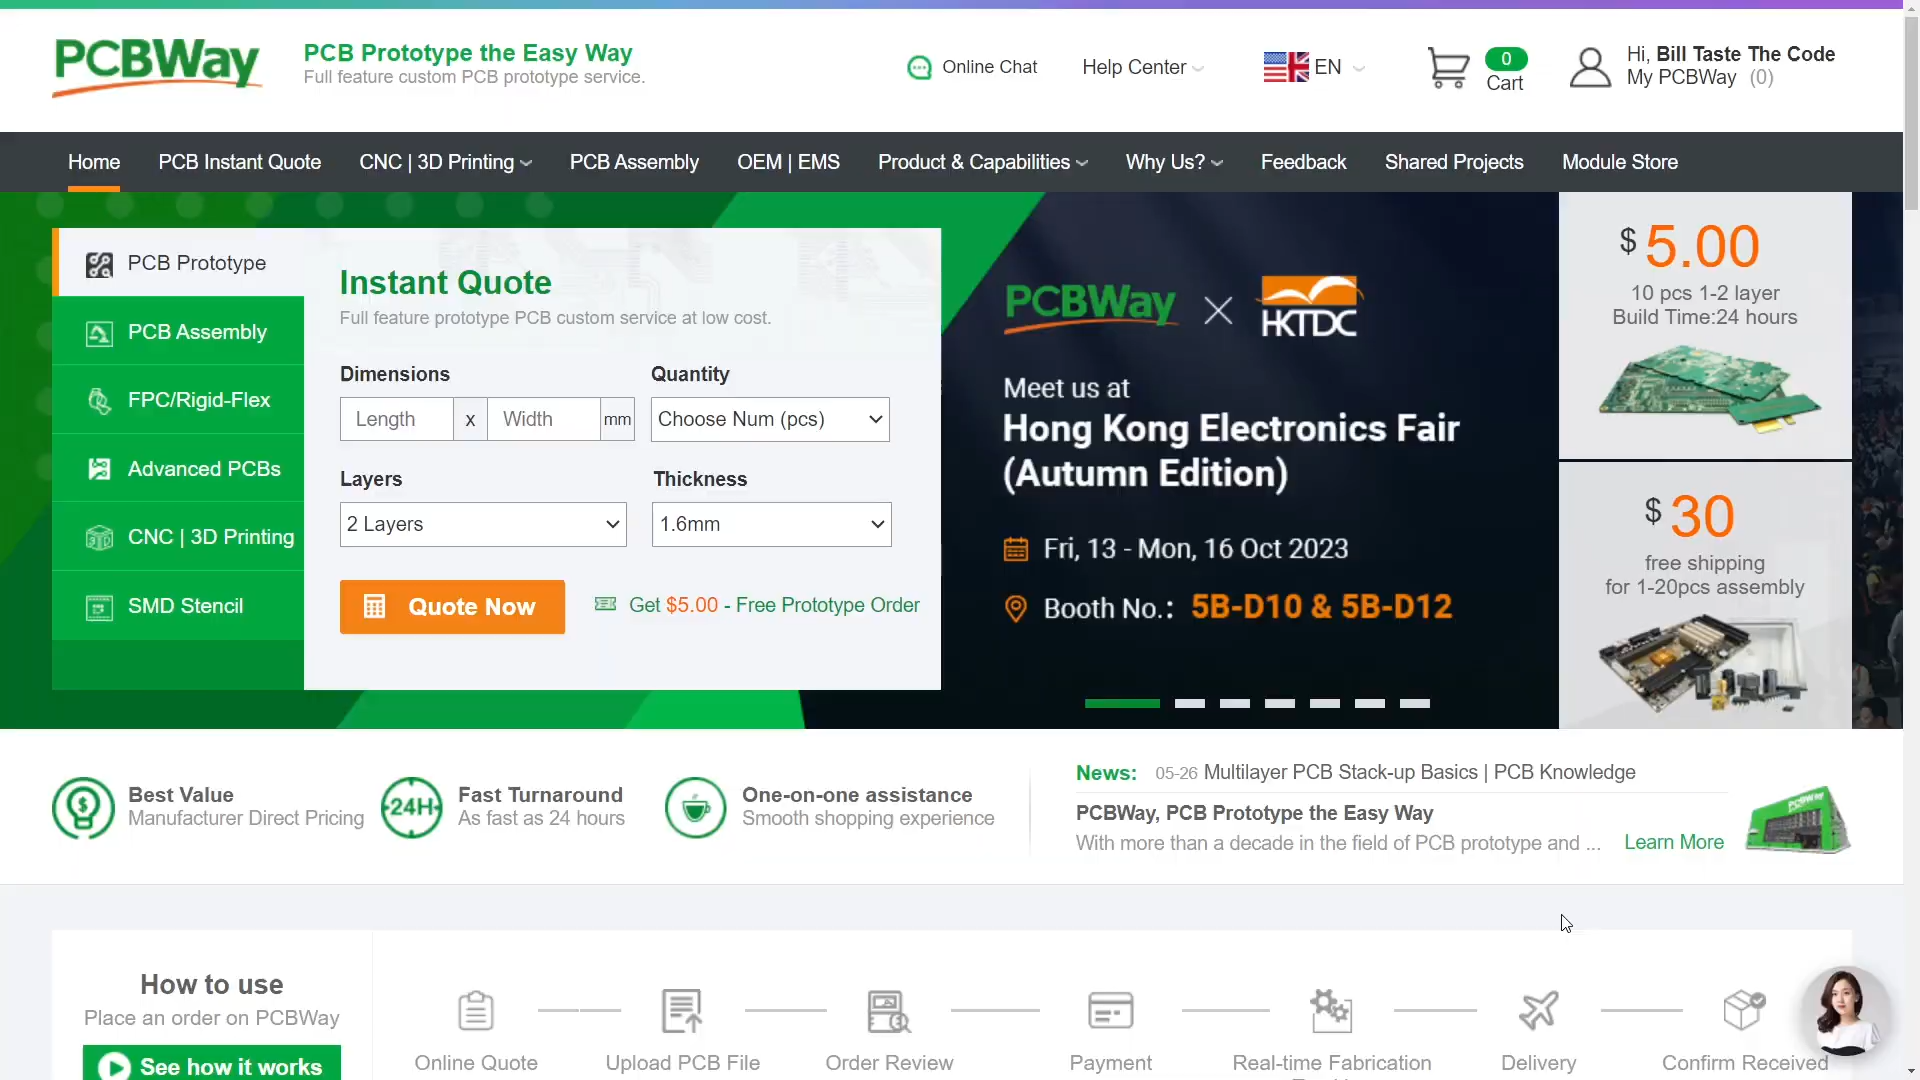 PCBWay
PCB Prototype the Easy Way
Full feature custom PCB prototype service.
Online Chat
Help Center
EN
0
Cart
Hi, Bill Taste The Code
My PCBWay (0)
Home
PCB Instant Quote
CNC | 3D Printing
PCB Assembly
OEM | EMS
Product & Capabilities
Why Us?
Feedback
Shared Projects
Module Store
PCB Prototype
PCB Assembly
FPC/Rigid-Flex
Advanced PCBs
CNC | 3D Printing
SMD Stencil
Instant Quote
Full feature prototype PCB custom service at low cost.
Dimensions
Quantity
Length x Width mm
Choose Num (pcs)
Layers
Thickness
2 Layers
1.6mm
Quote Now
Get $5.00 - Free Prototype Order
PCBWay
HKTDC
Meet us at
Hong Kong Electronics Fair
(Autumn Edition)
Fri, 13 - Mon, 16 Oct 2023
Booth No.: 5B-D10 & 5B-D12
$ 5.00
10 pcs 1-2 layer
Build Time:24 hours
$ 30
free shipping
for 1-20pcs assembly
Best Value
Manufacturer Direct Pricing
24H
Fast Turnaround
As fast as 24 hours
One-on-one assistance
Smooth shopping experience
News: 05-26 Multilayer PCB Stack-up Basics | PCB Knowledge
PCBWay, PCB Prototype the Easy Way
With more than a decade in the field of PCB prototype and ... Learn More
PCBWay
How to use
Place an order on PCBWay
See how it works
Online Quote
Upload PCB File
Order Review
Payment
Real-time Fabrication
Delivery
Confirm Received